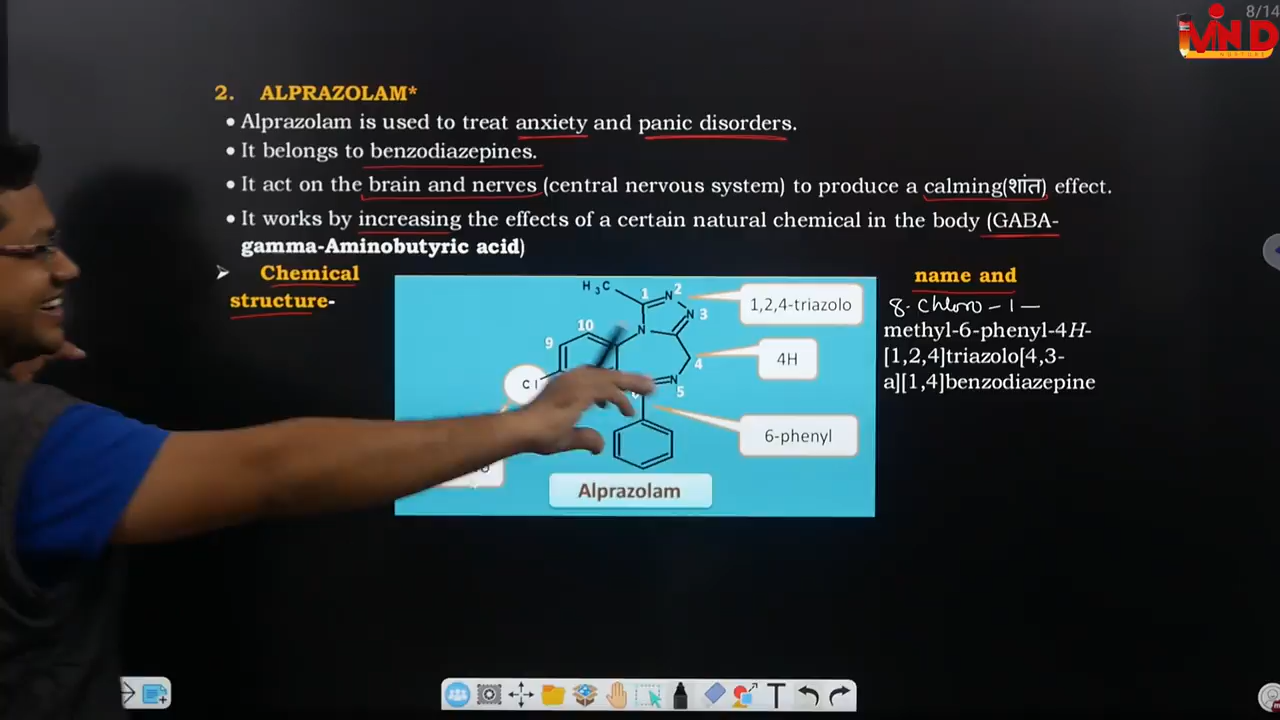 8/14
MIND
2. ALPRAZOLAM*
• Alprazolam is used to treat anxiety and panic disorders.
• It belongs to benzodiazepines.
• It act on the brain and nerves (central nervous system) to produce a calming(शांत) effect.
• It works by increasing the effects of a certain natural chemical in the body (GABA-
gamma-Aminobutyric acid)
➤ Chemical
structure-
name and
8-Chloro-1-
methyl-6-phenyl-4H-
[1,2,4]triazolo[4,3-
a][1,4]benzodiazepine
H₃C
1
N 2
N 3
N
10
9
4
Cl
N 5
1,2,4-triazolo
4H
6-phenyl
Alprazolam
T